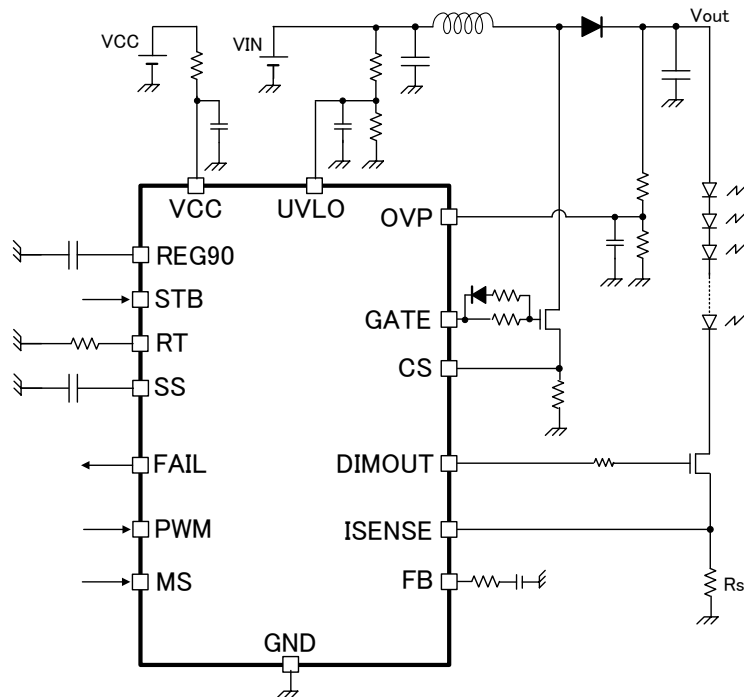 VCC
VIN
Vout
VCC
UVLO
OVP
REG90
STB
GATE
RT
CS
SS
FAIL
DIMOUT
PWM
ISENSE
MS
FB
Rs
GND